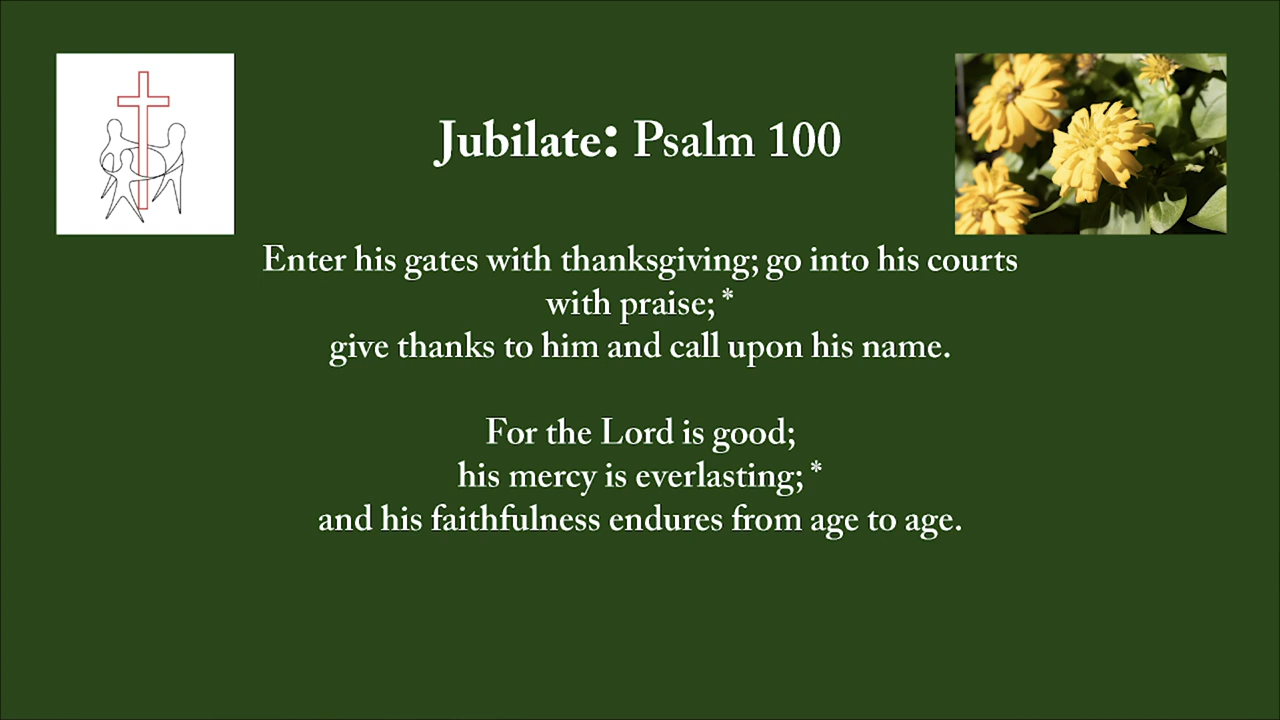 Jubilate: Psalm 100
Enter his gates with thanksgiving; go into his courts
with praise; *
give thanks to him and call upon his name.
For the Lord is good;
his mercy is everlasting; *
and his faithfulness endures from age to age.